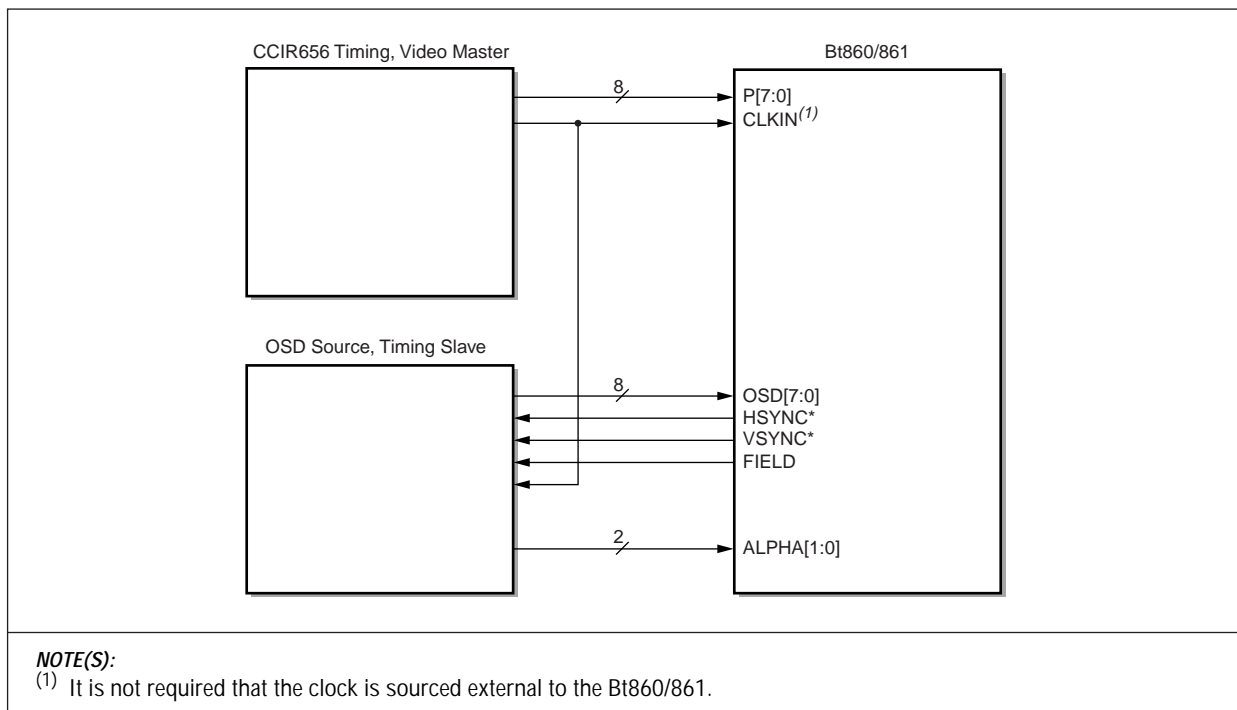 CCIR656 Timing, Video Master
Bt860/861
8
P[7:0]
CLKIN(1)
OSD Source, Timing Slave
8
OSD[7:0]
HSYNC*
VSYNC*
FIELD
2
ALPHA[1:0]
NOTE(S):
(1) It is not required that the clock is sourced external to the Bt860/861.